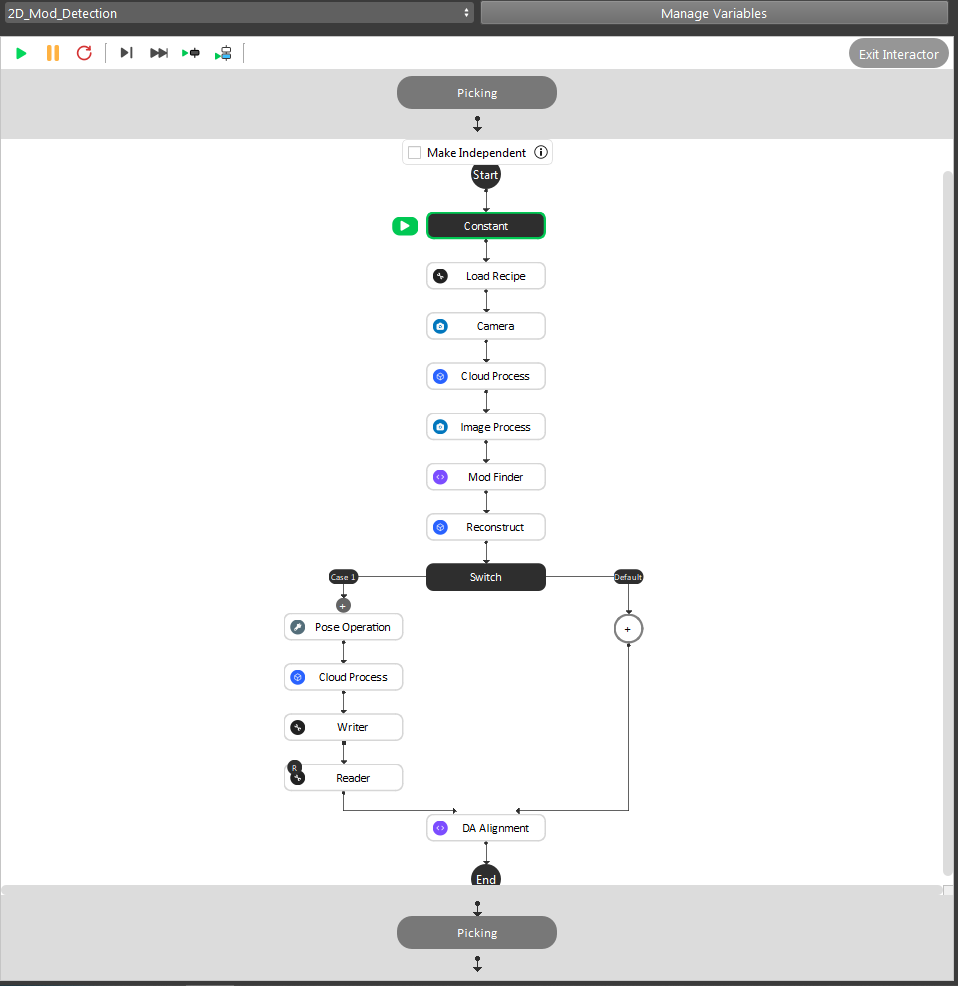 2D_Mod_Detection
Manage Variables
Exit Interactor
Picking
Make Independent
Start
Constant
Load Recipe
Camera
Cloud Process
Image Process
Mod Finder
Reconstruct
Case 1
Switch
Default
+
Pose Operation
+
Cloud Process
Writer
R
Reader
DA Alignment
End
Picking